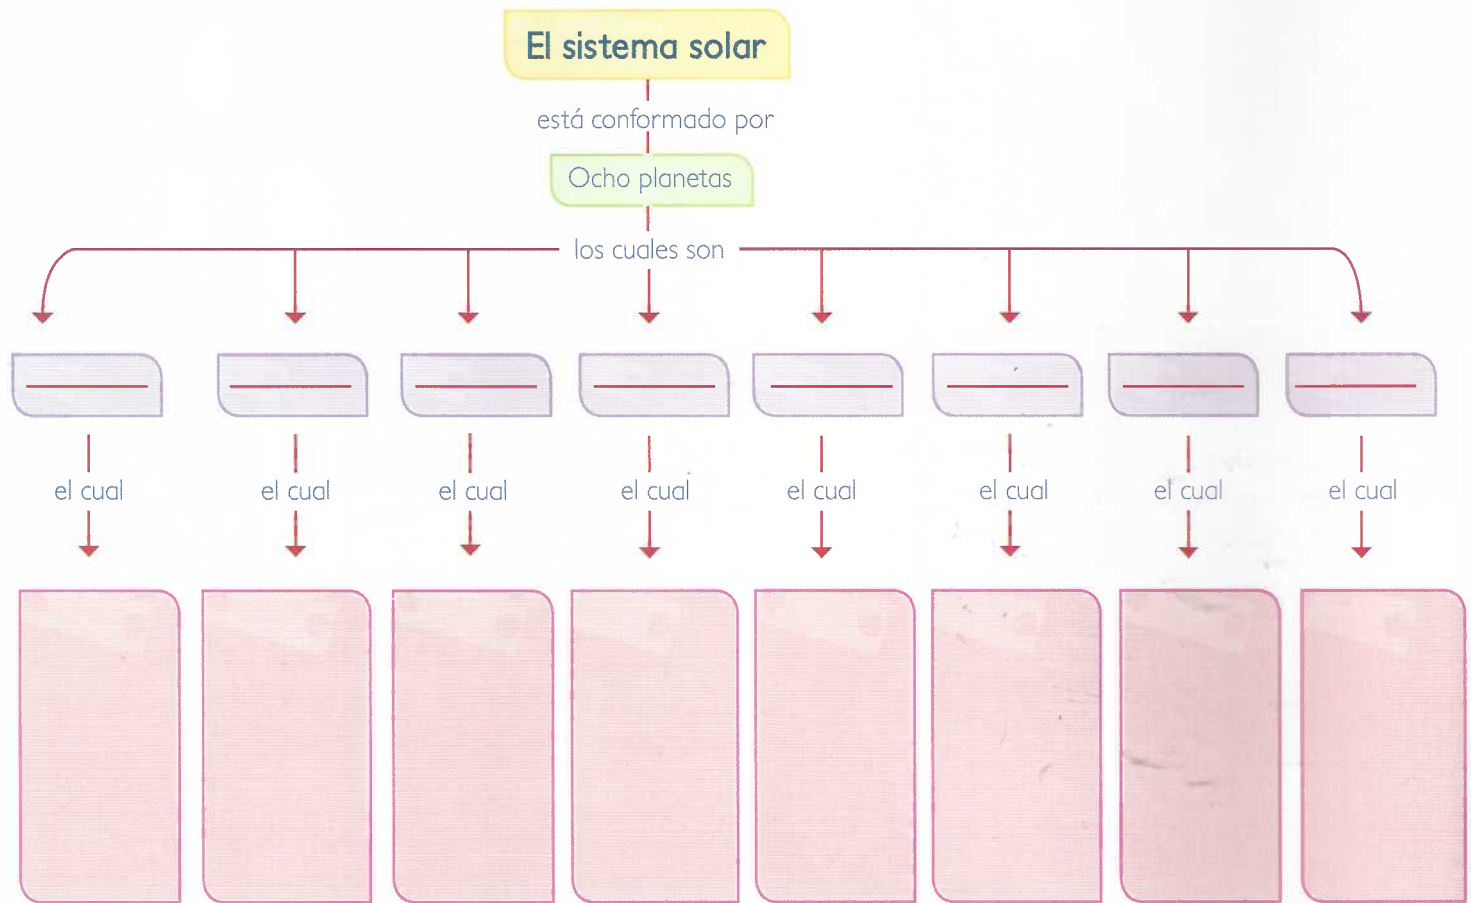 El sistema solar
está conformado por
Ocho planetas
los cuales son
el cual el cual el cual el cual el cual el cual el cual el cual